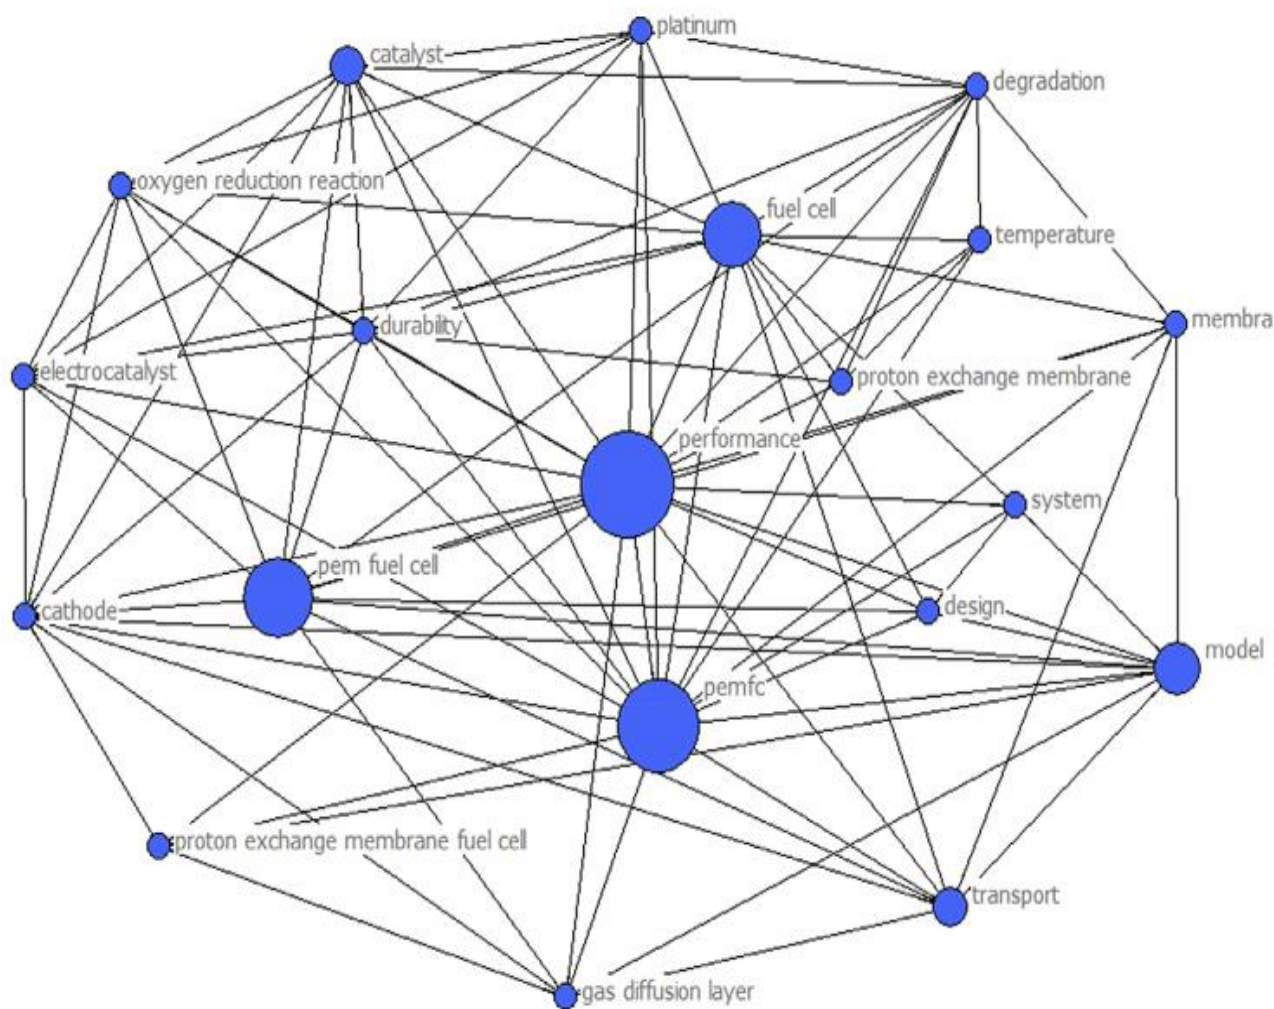 platinum
catalyst
degradation
oxygen reduction reaction
fuel cell
temperature
membra
durability
electrocatalyst
proton exchange membrane
performance
system
pem fuel cell
cathode
design
model
pemfc
proton exchange membrane fuel cell
transport
gas diffusion layer